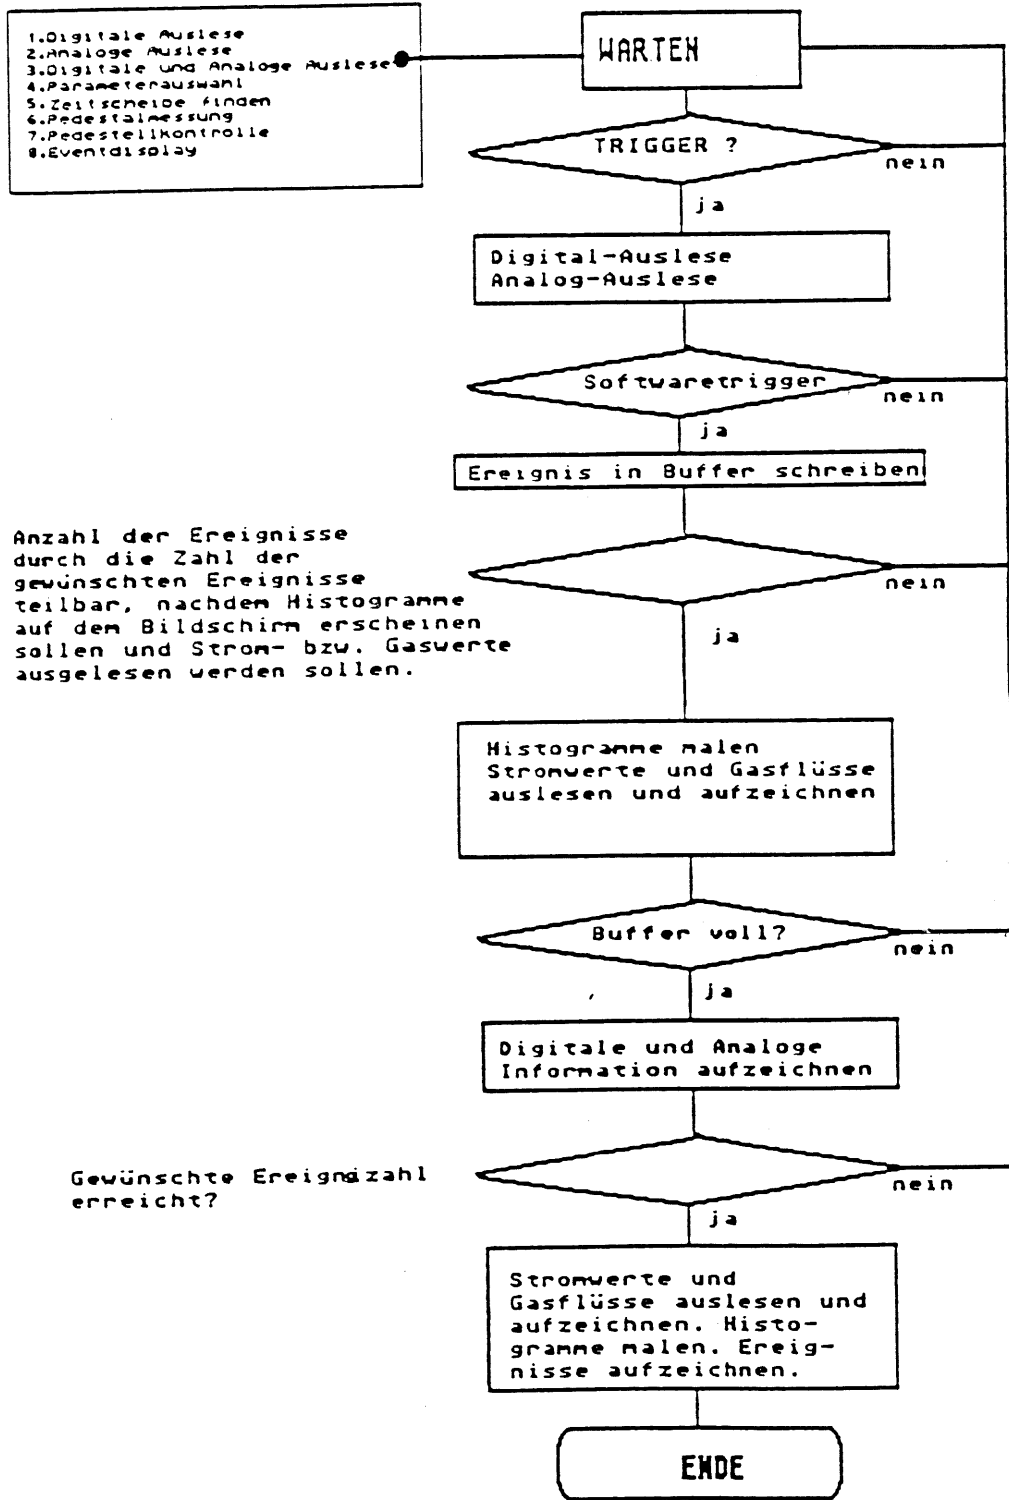 1.Digitale Auslese
2.Analoge Auslese
3.Digitale und Analoge Auslese
4.Parameterauswahl
5.Zeitscheibe finden
6.Pedestalmessung
7.Pedestellkontrolle
8.Eventdisplay
WARTEN
TRIGGER ?
nein
ja
Digital-Auslese
Analog-Auslese
Softwaretrigger
nein
ja
Ereignis in Buffer schreiben
Anzahl der Ereignisse
durch die Zahl der
gewünschten Ereignisse
teilbar, nachdem Histogramme
auf dem Bildschirm erscheinen
sollen und Strom- bzw. Gaswerte
ausgelesen werden sollen.
nein
ja
Histogramme malen
Stromwerte und Gasflüsse
auslesen und aufzeichnen
Buffer voll?
nein
ja
Digitale und Analoge
Information aufzeichnen
Gewünschte Ereignizahl
erreicht?
nein
ja
Stromwerte und
Gasflüsse auslesen und
aufzeichnen. Histo-
gramme malen. Ereig-
nisse aufzeichnen.
ENDE